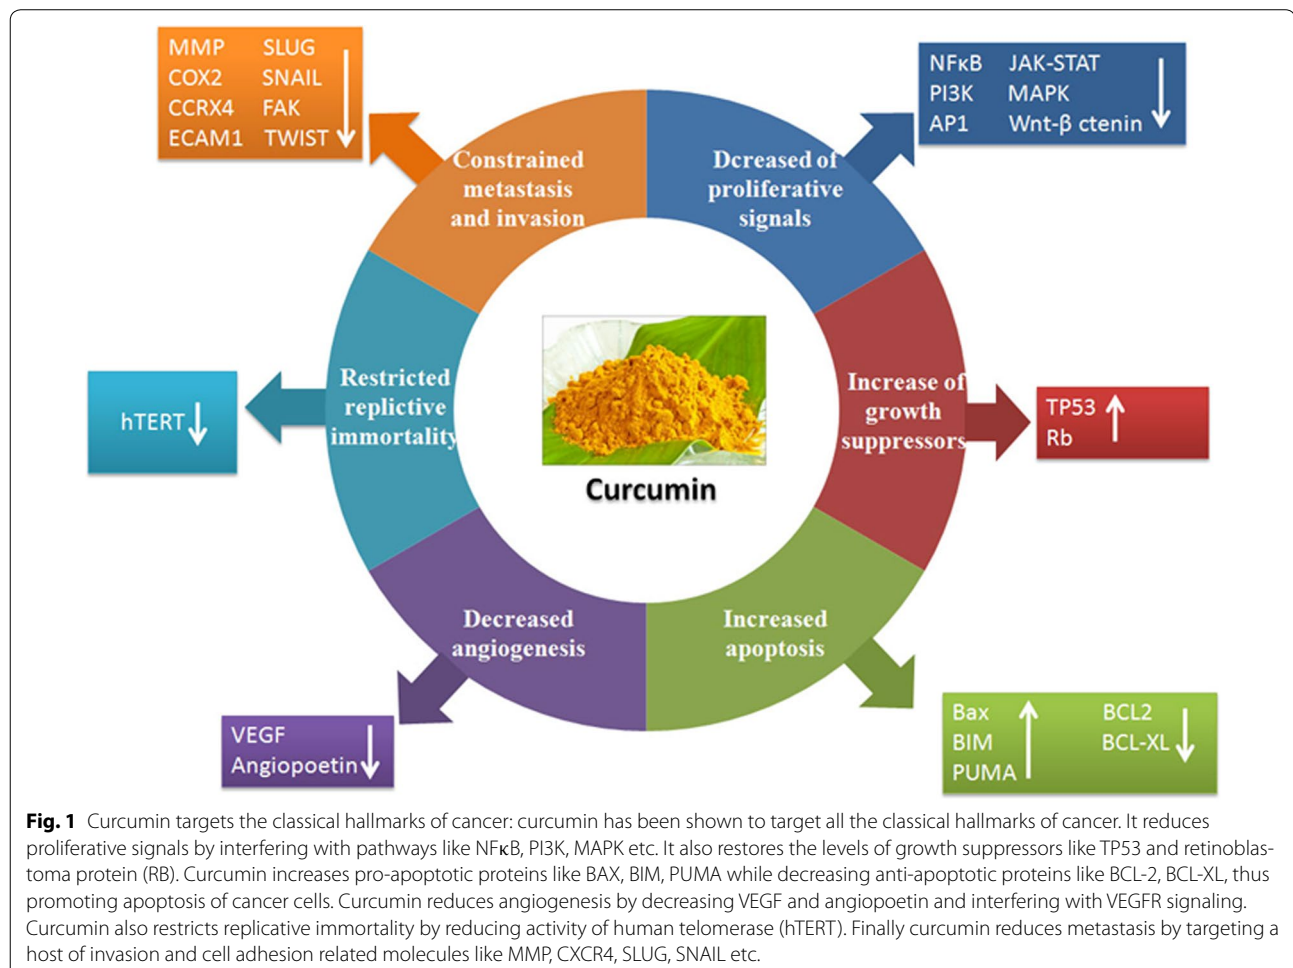 MMP SLUG
COX2 SNAIL
CCRX4 FAK
ECAM1 TWIST
NFκB JAK-STAT
PI3K MAPK
AP1 Wnt-β ctenin
Constrained
metastasis
and invasion
Dcreased of
proliferative
signals
Restricted
replictive
immortality
Increase of
growth
suppressors
hTERT
TP53
Rb
Curcumin
Decreased
angiogenesis
Increased
apoptosis
VEGF
Angiopoetin
Bax BCL2
BIM BCL-XL
PUMA
Fig. 1 Curcumin targets the classical hallmarks of cancer: curcumin has been shown to target all the classical hallmarks of cancer. It reduces
proliferative signals by interfering with pathways like NFκB, PI3K, MAPK etc. It also restores the levels of growth suppressors like TP53 and retinoblas-
toma protein (RB). Curcumin increases pro-apoptotic proteins like BAX, BIM, PUMA while decreasing anti-apoptotic proteins like BCL-2, BCL-XL, thus
promoting apoptosis of cancer cells. Curcumin reduces angiogenesis by decreasing VEGF and angiopoetin and interfering with VEGFR signaling.
Curcumin also restricts replicative immortality by reducing activity of human telomerase (hTERT). Finally curcumin reduces metastasis by targeting a
host of invasion and cell adhesion related molecules like MMP, CXCR4, SLUG, SNAIL etc.